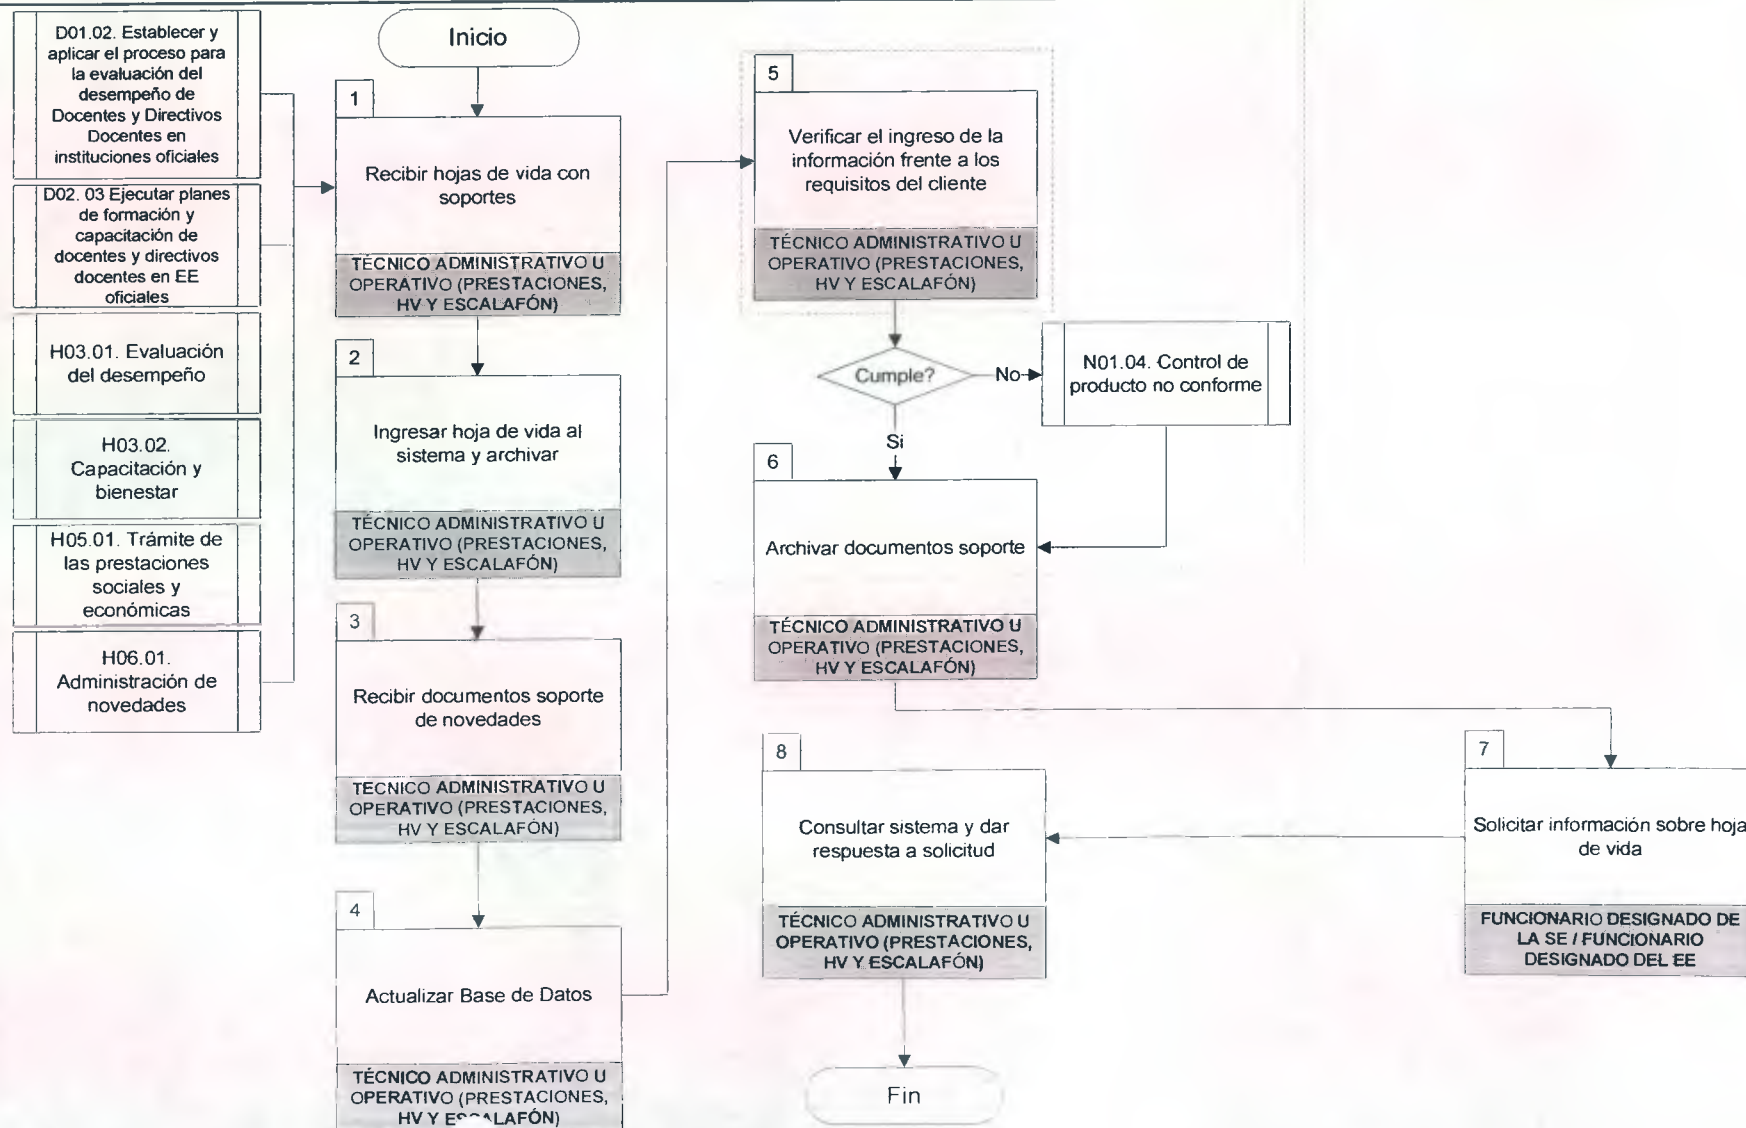 D01.02. Establecer y
aplicar el proceso para
la evaluación del
desempeño de
Docentes y Directivos
Docentes en
instituciones oficiales
D02. 03 Ejecutar planes
de formación y
capacitación de
docentes y directivos
docentes en EE
oficiales
H03.01. Evaluación
del desempeño
H03.02.
Capacitación y
bienestar
H05.01. Trámite de
las prestaciones
sociales y
económicas
H06.01.
Administración de
novedades
Inicio
1
Recibir hojas de vida con
soportes
TÉCNICO ADMINISTRATIVO U
OPERATIVO (PRESTACIONES,
HV Y ESCALAFÓN)
2
Ingresar hoja de vida al
sistema y archivar
TÉCNICO ADMINISTRATIVO U
OPERATIVO (PRESTACIONES,
HV Y ESCALAFÓN)
3
Recibir documentos soporte
de novedades
TÉCNICO ADMINISTRATIVO U
OPERATIVO (PRESTACIONES,
HV Y ESCALAFÓN)
4
Actualizar Base de Datos
TÉCNICO ADMINISTRATIVO U
OPERATIVO (PRESTACIONES,
HV Y
5
Verificar el ingreso de la
información frente a los
requisitos del cliente
TÉCNICO ADMINISTRATIVO U
OPERATIVO (PRESTACIONES,
HV Y ESCALAFÓN)
Cumple?
No
N01.04. Control de
producto no conforme
Si
6
Archivar documentos soporte
TÉCNICO ADMINISTRATIVO U
OPERATIVO (PRESTACIONES,
HV Y ESCALAFÓN)
7
Solicitar información sobre hoja
de vida
FUNCIONARIO DESIGNADO DE
LA SE / FUNCIONARIO
DESIGNADO DEL EE
8
Consultar sistema y dar
respuesta a solicitud
TÉCNICO ADMINISTRATIVO U
OPERATIVO (PRESTACIONES,
HV Y ESCALAFÓN)
Fin